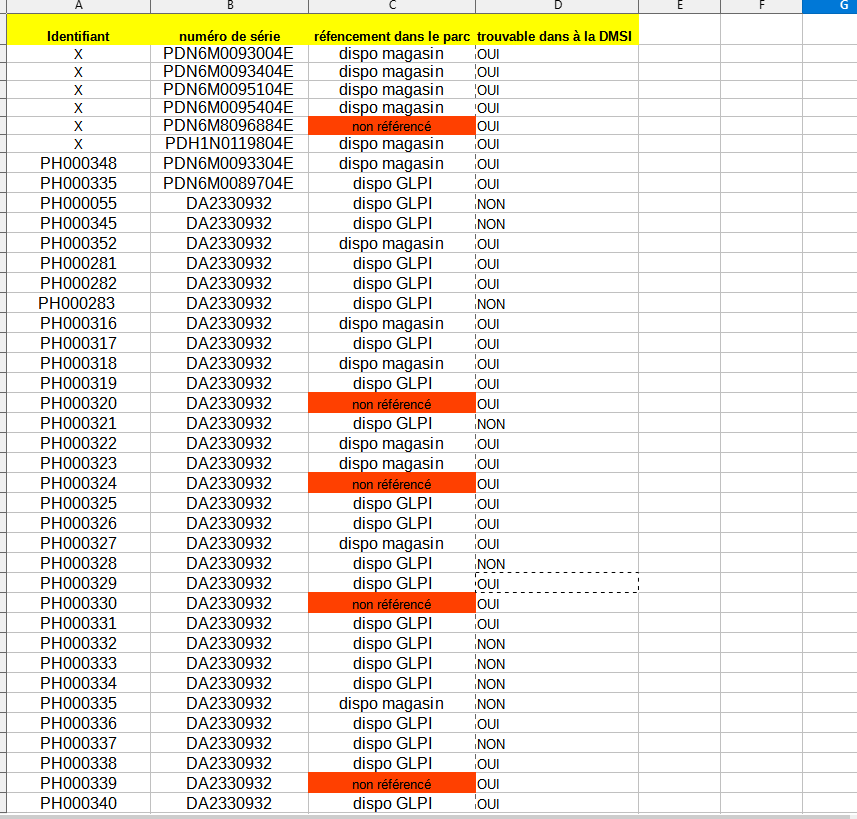 A B C D E F G
Identifiant numéro de série réfencement dans le parc trouvable dans à la DMSI
X PDN6M0093004E dispo magasin OUI
X PDN6M0093404E dispo magasin OUI
X PDN6M0095104E dispo magasin OUI
X PDN6M0095404E dispo magasin OUI
X PDN6M8096884E non référencé OUI
X PDH1N0119804E dispo magasin OUI
PH000348 PDN6M0093304E dispo magasin OUI
PH000335 PDN6M0089704E dispo GLPI OUI
PH000055 DA2330932 dispo GLPI NON
PH000345 DA2330932 dispo GLPI NON
PH000352 DA2330932 dispo magasin OUI
PH000281 DA2330932 dispo GLPI OUI
PH000282 DA2330932 dispo GLPI OUI
PH000283 DA2330932 dispo GLPI NON
PH000316 DA2330932 dispo magasin OUI
PH000317 DA2330932 dispo GLPI OUI
PH000318 DA2330932 dispo magasin OUI
PH000319 DA2330932 dispo GLPI OUI
PH000320 DA2330932 non référencé OUI
PH000321 DA2330932 dispo GLPI NON
PH000322 DA2330932 dispo magasin OUI
PH000323 DA2330932 dispo magasin OUI
PH000324 DA2330932 non référencé OUI
PH000325 DA2330932 dispo GLPI OUI
PH000326 DA2330932 dispo GLPI OUI
PH000327 DA2330932 dispo magasin OUI
PH000328 DA2330932 dispo GLPI NON
PH000329 DA2330932 dispo GLPI OUI
PH000330 DA2330932 non référencé OUI
PH000331 DA2330932 dispo GLPI OUI
PH000332 DA2330932 dispo GLPI NON
PH000333 DA2330932 dispo GLPI NON
PH000334 DA2330932 dispo GLPI NON
PH000335 DA2330932 dispo magasin NON
PH000336 DA2330932 dispo GLPI OUI
PH000337 DA2330932 dispo GLPI NON
PH000338 DA2330932 dispo GLPI OUI
PH000339 DA2330932 non référencé OUI
PH000340 DA2330932 dispo GLPI OUI